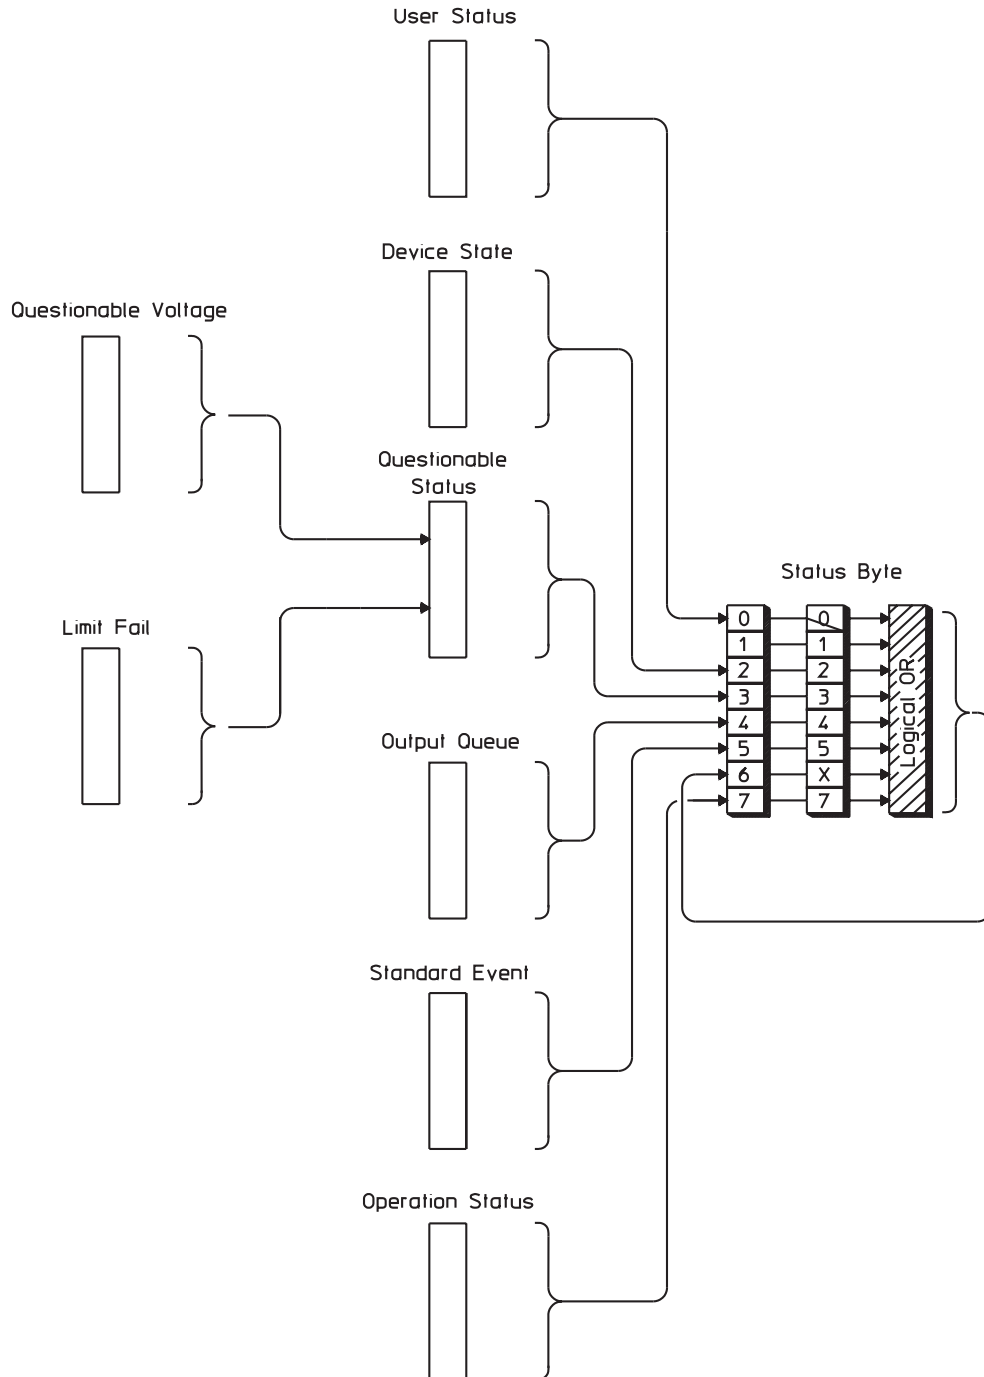 User Status
Device State
Questionable Voltage
Questionable
Status
Status Byte
Limit Fail
0 0
1 1
2 2
3 3
4 4
5 5
6 X
7 7
Logical OR
Output Queue
Standard Event
Operation Status